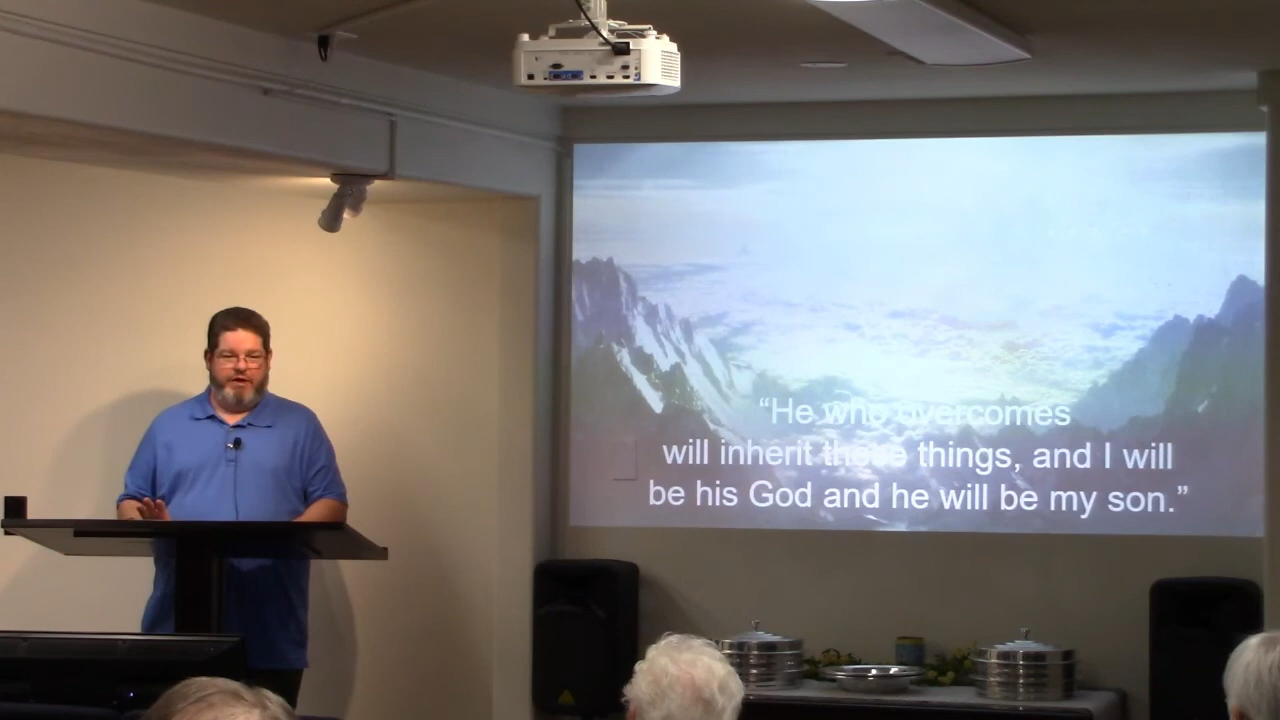 “He who overcomes
will inherit these things, and I will
be his God and he will be my son.”